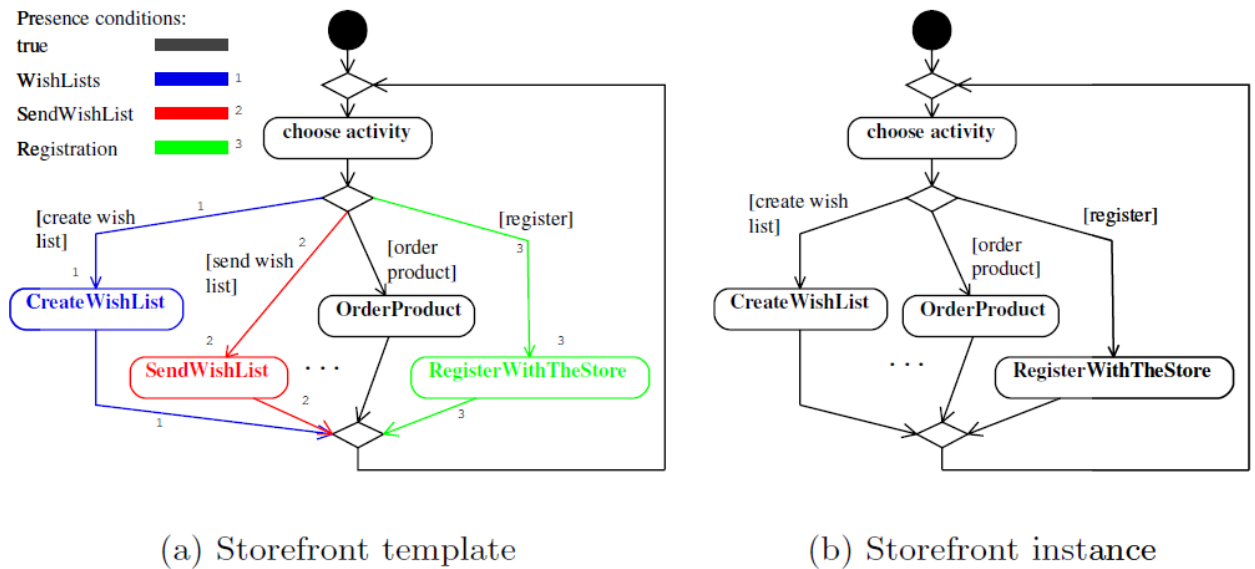 Presence conditions:
true
WishLists 1
SendWishList 2
Registration 3
choose activity
1
[create wish
list]
2
[register]
3
[send wish
list]
[order
product]
1
CreateWishList
OrderProduct
2
3
SendWishList
. . .
RegisterWithTheStore
2
1
3
(a) Storefront template
choose activity
[create wish
list]
[register]
[order
product]
CreateWishList
OrderProduct
. . .
RegisterWithTheStore
(b) Storefront instance